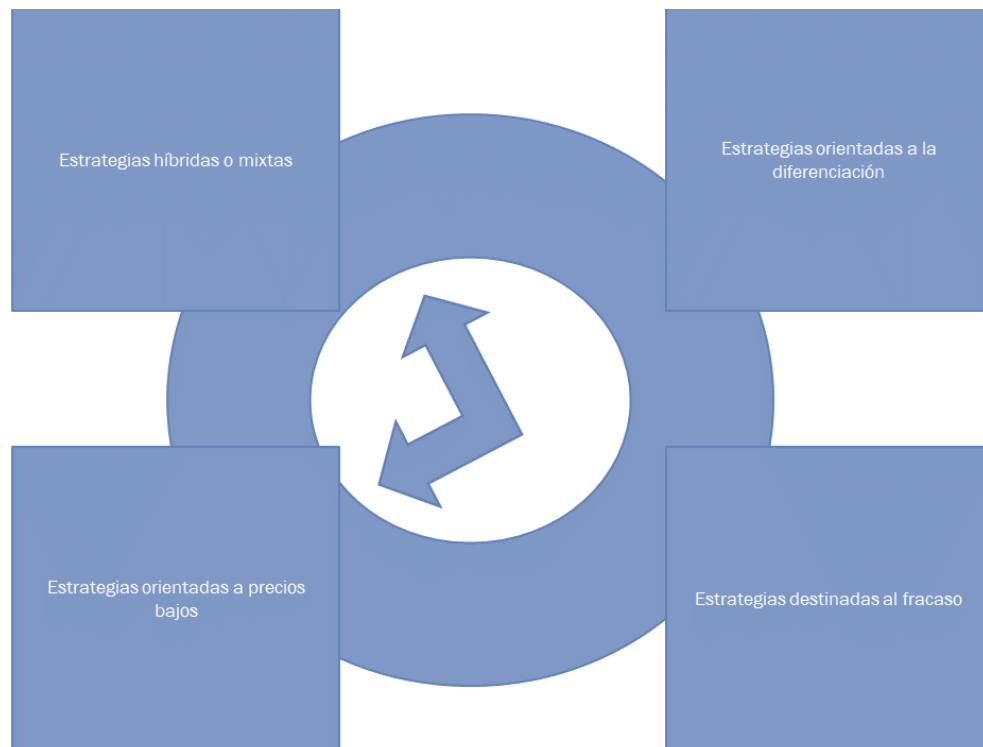 Estrategias híbridas o mixtas
Estrategias orientadas a la
diferenciación
Estrategias orientadas a precios
bajos
Estrategias destinadas al fracaso